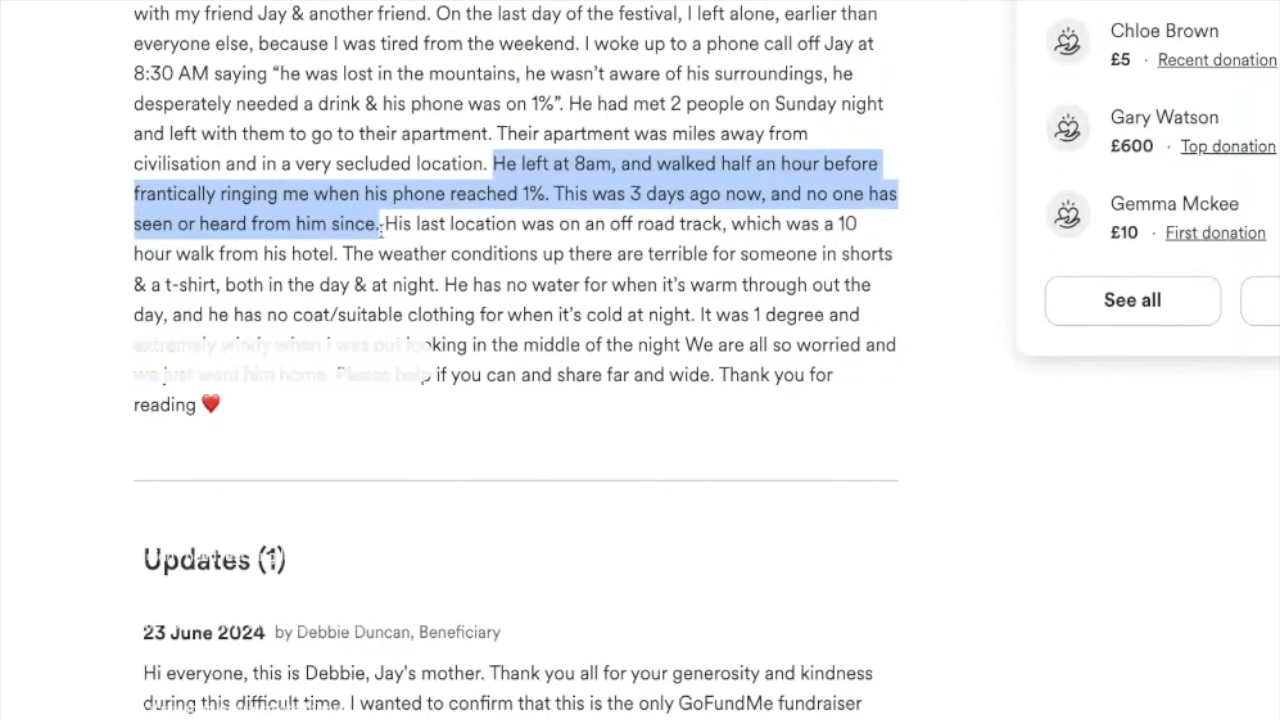 with my friend Jay & another friend. On the last day of the festival, I left alone, earlier than
everyone else, because I was tired from the weekend. I woke up to a phone call off Jay at
8:30 AM saying “he was lost in the mountains, he wasn’t aware of his surroundings, he
desperately needed a drink & his phone was on 1%”. He had met 2 people on Sunday night
and left with them to go to their apartment. Their apartment was miles away from
civilisation and in a very secluded location. He left at 8am, and walked half an hour before
frantically ringing me when his phone reached 1%. This was 3 days ago now, and no one has
seen or heard from him since. His last location was on an off road track, which was a 10
hour walk from his hotel. The weather conditions up there are terrible for someone in shorts
& a t-shirt, both in the day & at night. He has no water for when it’s warm through out the
day, and he has no coat/suitable clothing for when it’s cold at night. It was 1 degree and
extremely windy when I was out looking in the middle of the night We are all so worried and
we just want him home. Please help if you can and share far and wide. Thank you for
reading ❤️
Updates (1)
23 June 2024 by Debbie Duncan, Beneficiary
Hi everyone, this is Debbie, Jay’s mother. Thank you all for your generosity and kindness
during this difficult time. I wanted to confirm that this is the only GoFundMe fundraiser
Chloe Brown
£5 · Recent donation
Gary Watson
£600 · Top donation
Gemma Mckee
£10 · First donation
See all